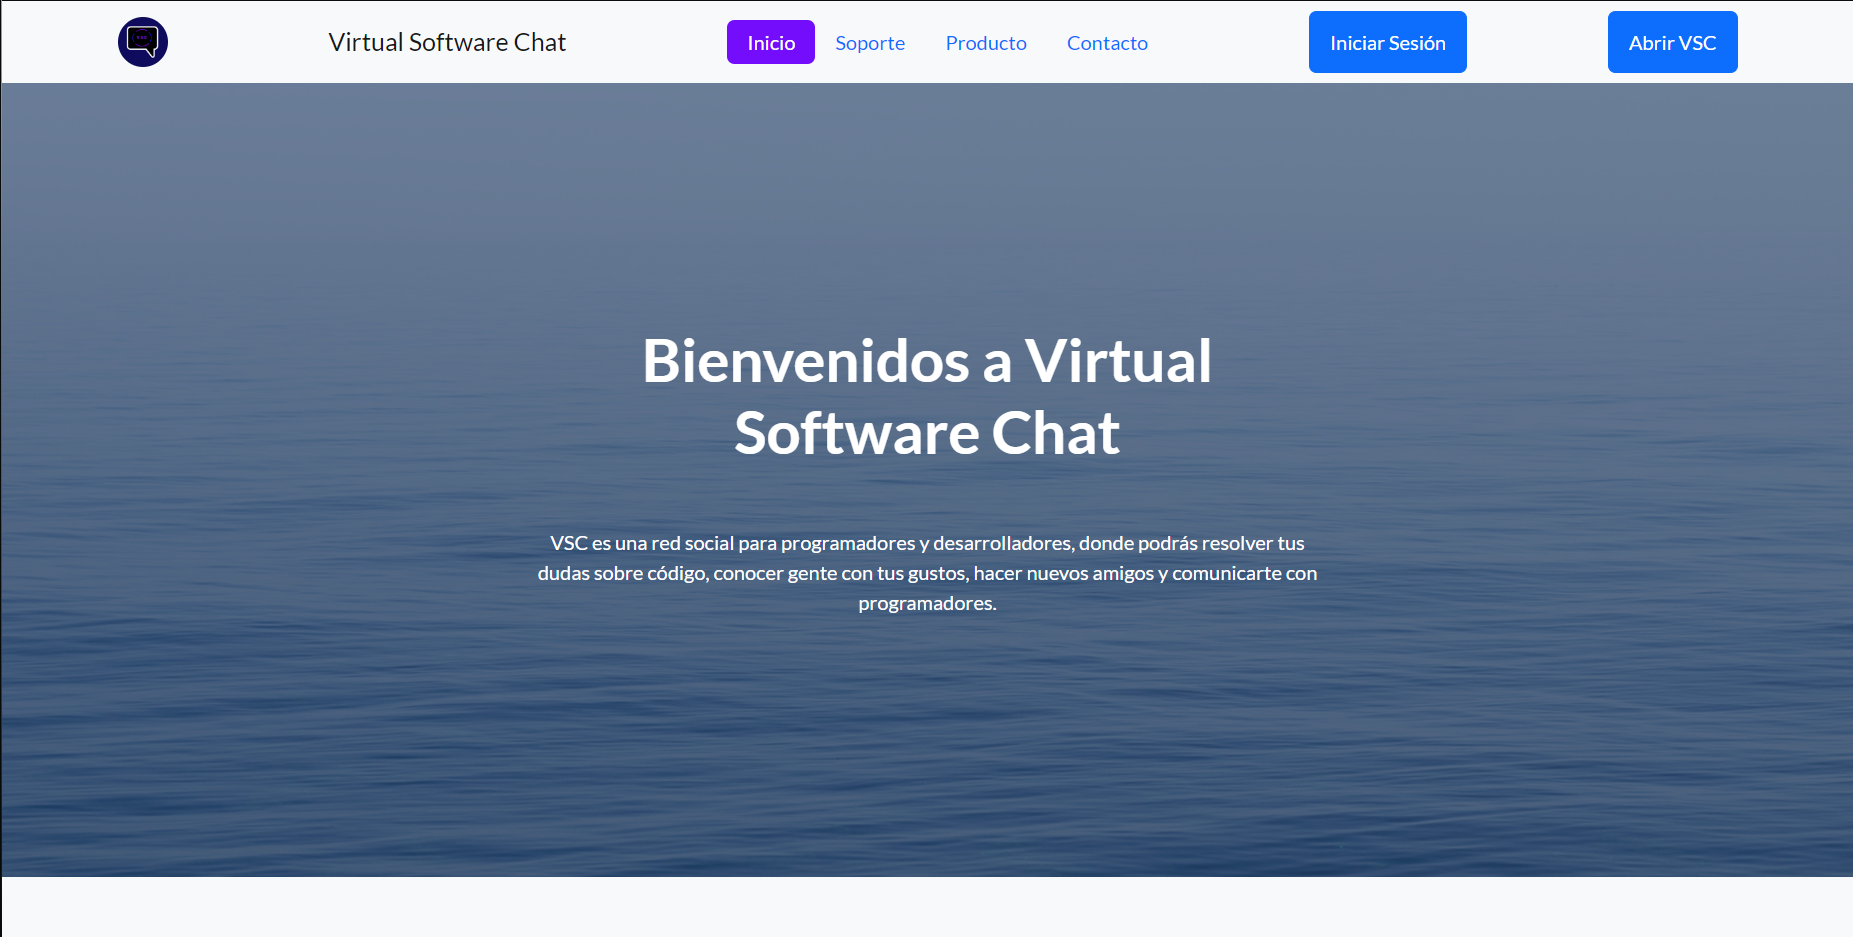 Virtual Software Chat
Inicio
Soporte
Producto
Contacto
Iniciar Sesión
Abrir VSC
Bienvenidos a Virtual
Software Chat
VSC es una red social para programadores y desarrolladores, donde podrás resolver tus
dudas sobre código, conocer gente con tus gustos, hacer nuevos amigos y comunicarte con
programadores.